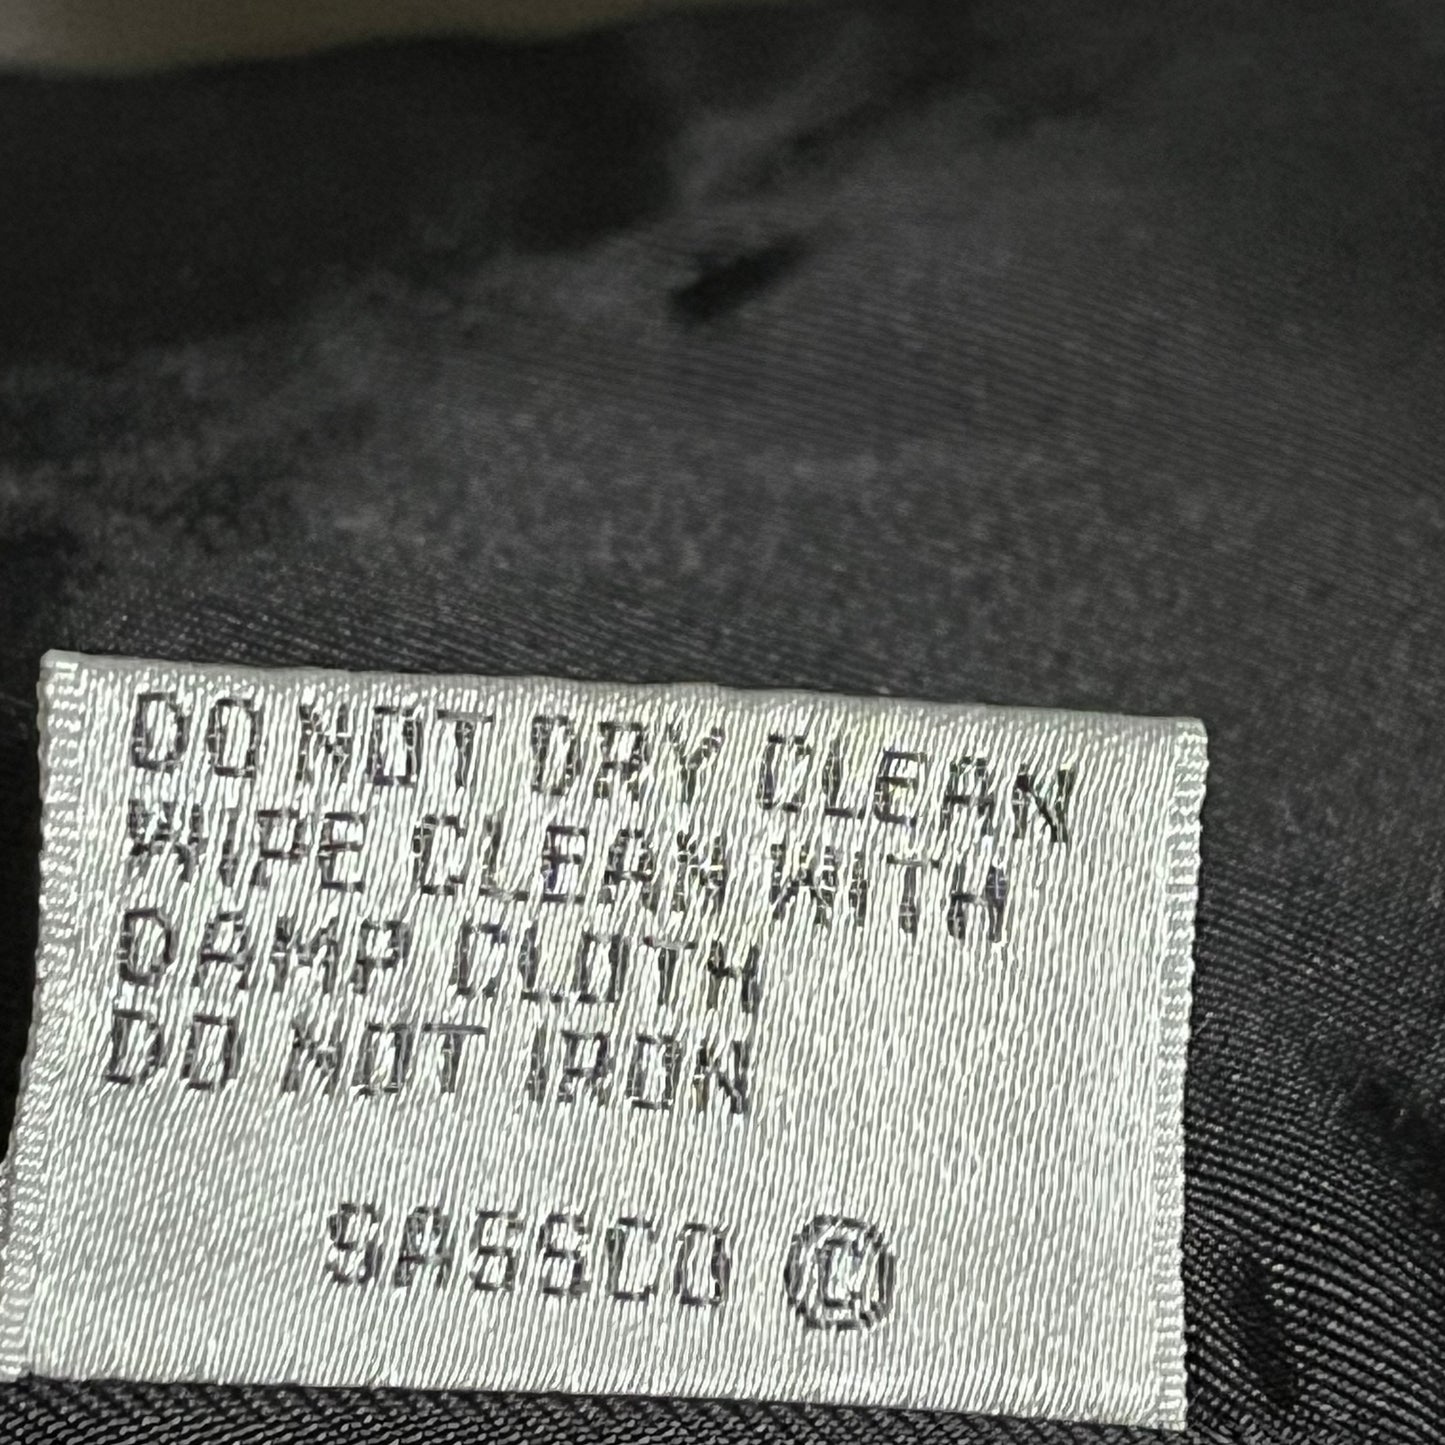 DO NOT DRY CLEAN
WIPE CLEAN WITH
DAMP CLOTH
DO NOT IRON
SASSCO ©